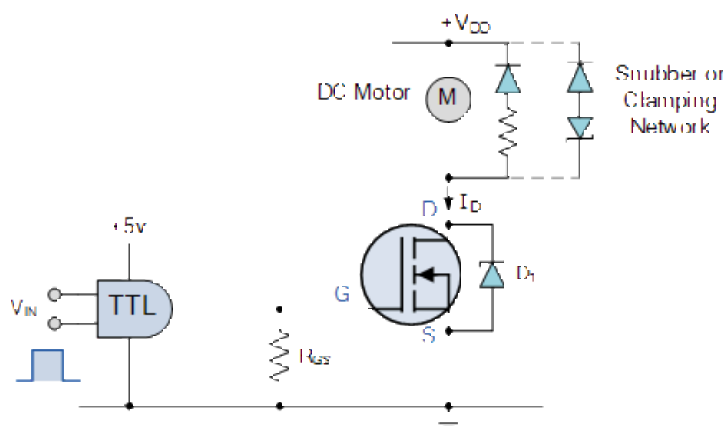 +VDD
DC Motor
M
Snubber or
Clamping
Network
D
ID
+5v
VIN
TTL
G
D1
S
RGS